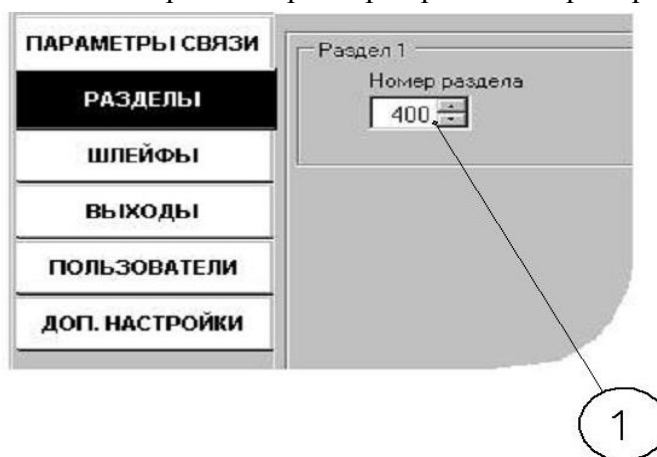 ПАРАМЕТРЫ СВЯЗИ
РАЗДЕЛЫ
ШЛЕЙФЫ
ВЫХОДЫ
ПОЛЬЗОВАТЕЛИ
ДОП. НАСТРОЙКИ
Раздел 1
Номер раздела
400
1